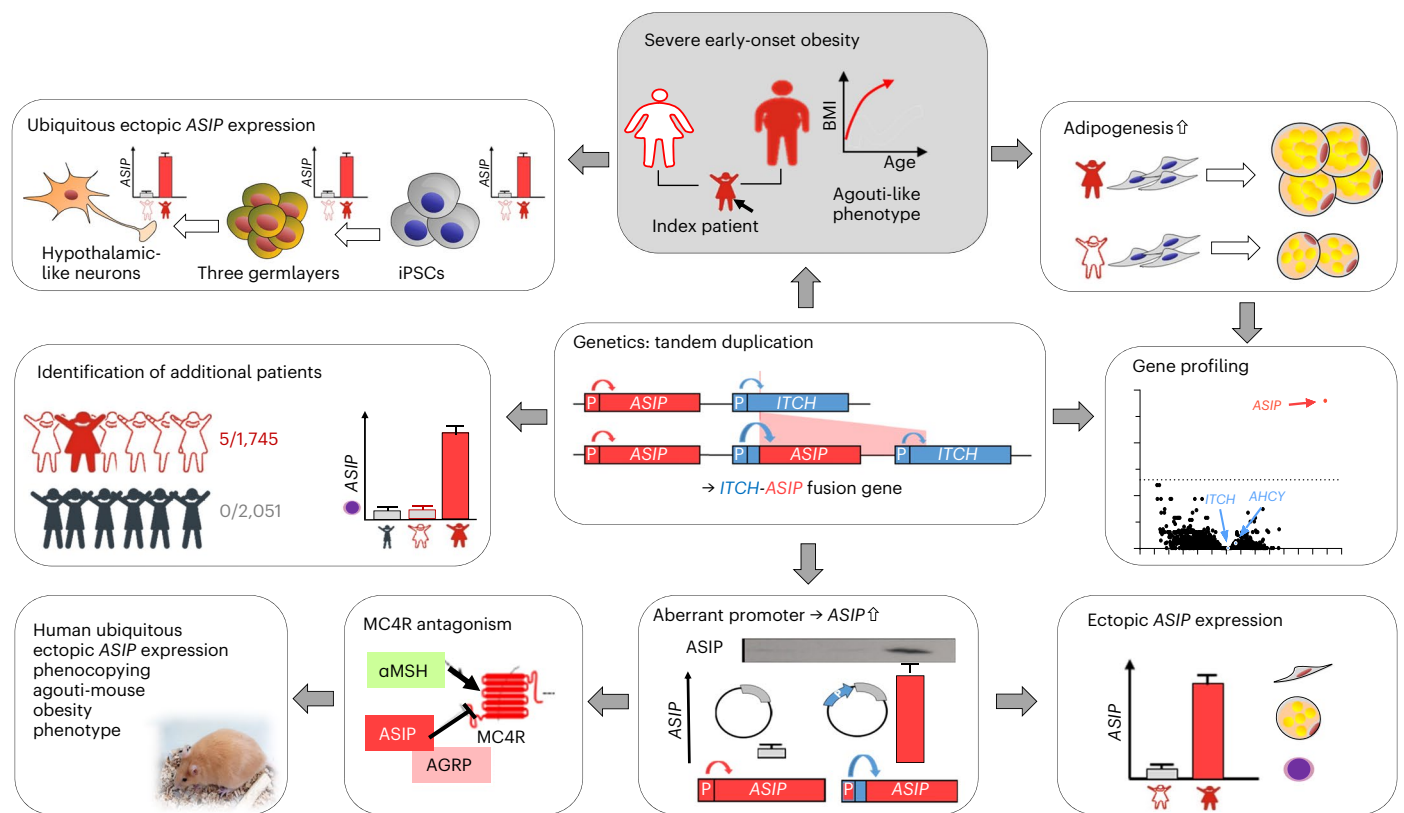 Severe early-onset obesity
BMI
Age
Index patient
Agouti-like
phenotype
Ubiquitous ectopic ASIP expression
ASIP
ASIP
ASIP
Hypothalamic-
like neurons
Three germlayers
iPSCs
Adipogenesis ⇧
Identification of additional patients
5/1,745
0/2,051
ASIP
Genetics: tandem duplication
P ASIP P ITCH
P ASIP P ASIP P ITCH
→ ITCH-ASIP fusion gene
Gene profiling
ASIP
ITCH AHCY
Human ubiquitous
ectopic ASIP expression
phenocopying
agouti-mouse
obesity
phenotype
MC4R antagonism
αMSH
ASIP
MC4R
AGRP
Aberrant promoter → ASIP ⇧
ASIP
ASIP
P ASIP P ASIP
Ectopic ASIP expression
ASIP